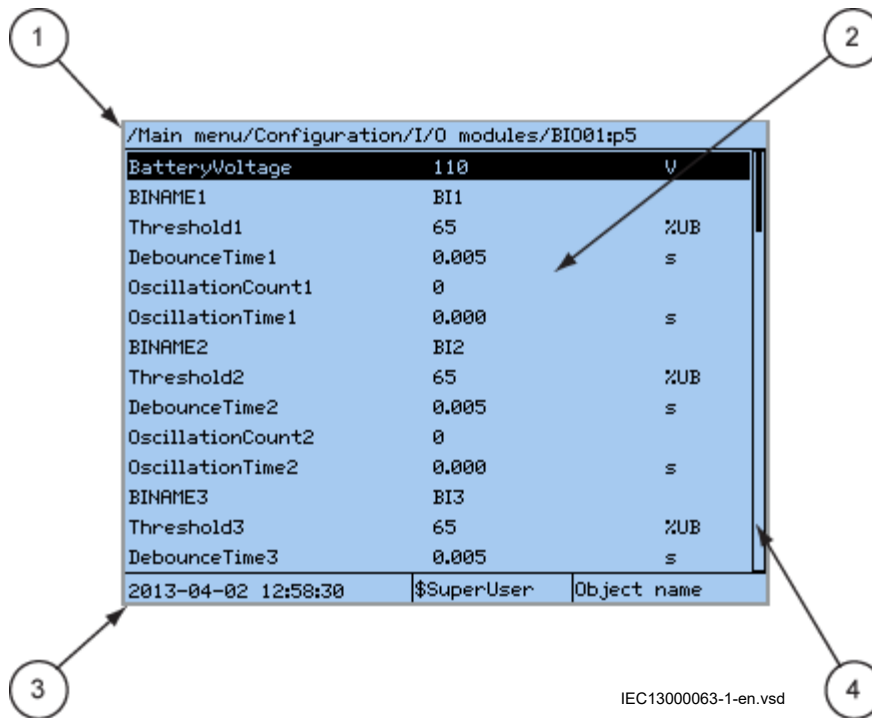 1
2
/Main menu/Configuration/I/O modules/BIO01:p5
BatteryVoltage 110 V
BINAME1 BI1
Threshold1 65 %UB
DebounceTime1 0.005 s
OscillationCount1 0
OscillationTime1 0.000 s
BINAME2 BI2
Threshold2 65 %UB
DebounceTime2 0.005 s
OscillationCount2 0
OscillationTime2 0.000 s
BINAME3 BI3
Threshold3 65 %UB
DebounceTime3 0.005 s
2013-04-02 12:58:30 $SuperUser Object name
3
IEC13000063-1-en.vsd
4